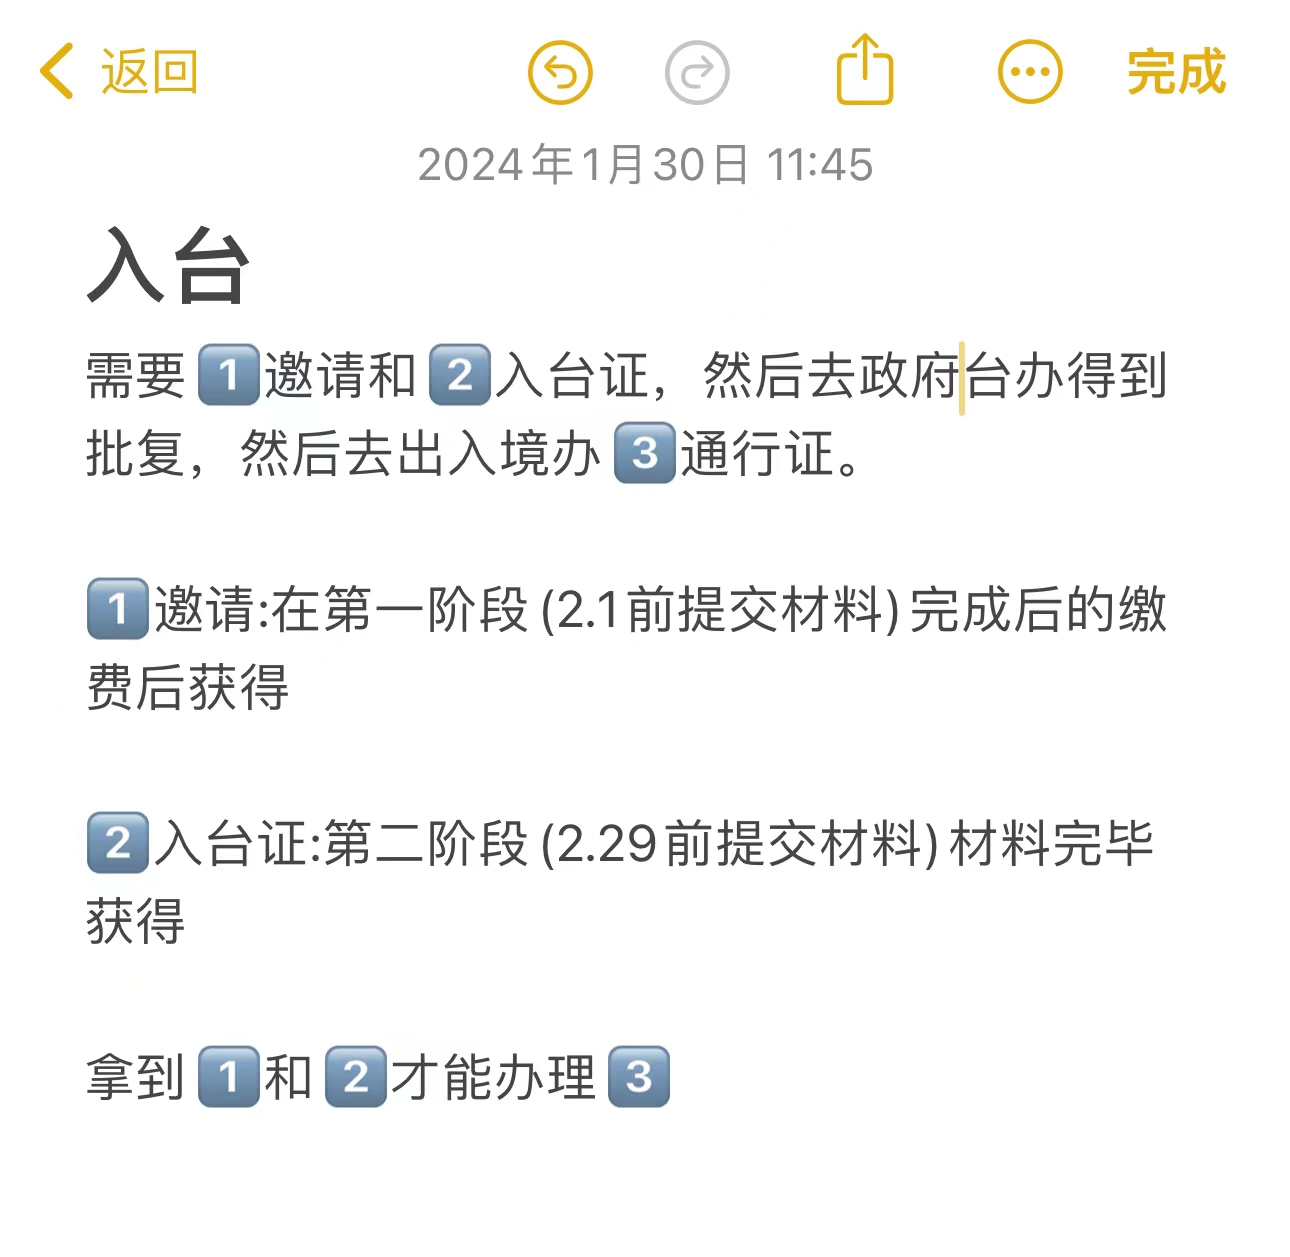 返回 完成
2024年1月30日 11:45
入台
需要1️⃣邀请和2️⃣入台证，然后去政府台办得到
批复，然后去出入境办3️⃣通行证。
1️⃣邀请:在第一阶段(2.1前提交材料)完成后的缴
费后获得
2️⃣入台证:第二阶段(2.29前提交材料)材料完毕
获得
拿到1️⃣和2️⃣才能办理3️⃣